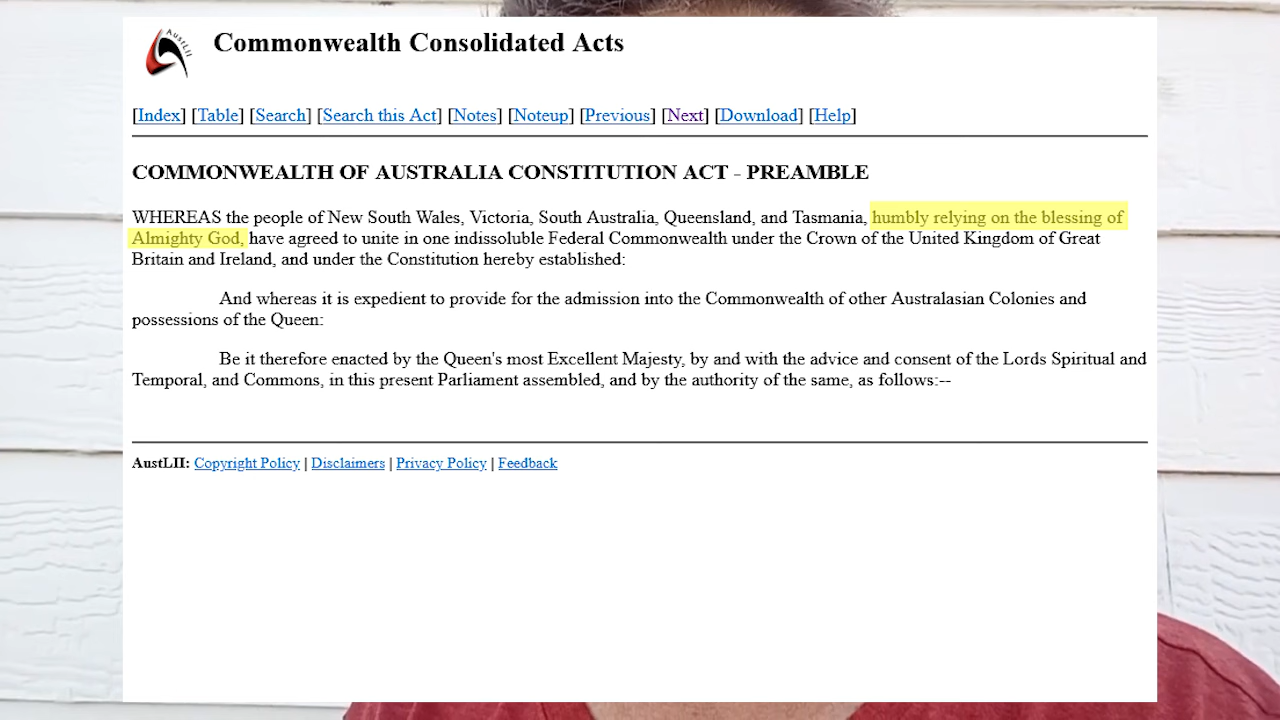 AustLII
Commonwealth Consolidated Acts
[Index] [Table] [Search] [Search this Act] [Notes] [Noteup] [Previous] [Next] [Download] [Help]
COMMONWEALTH OF AUSTRALIA CONSTITUTION ACT - PREAMBLE
WHEREAS the people of New South Wales, Victoria, South Australia, Queensland, and Tasmania, humbly relying on the blessing of
Almighty God, have agreed to unite in one indissoluble Federal Commonwealth under the Crown of the United Kingdom of Great
Britain and Ireland, and under the Constitution hereby established:
And whereas it is expedient to provide for the admission into the Commonwealth of other Australasian Colonies and
possessions of the Queen:
Be it therefore enacted by the Queen's most Excellent Majesty, by and with the advice and consent of the Lords Spiritual and
Temporal, and Commons, in this present Parliament assembled, and by the authority of the same, as follows:--
AustLII: Copyright Policy | Disclaimers | Privacy Policy | Feedback